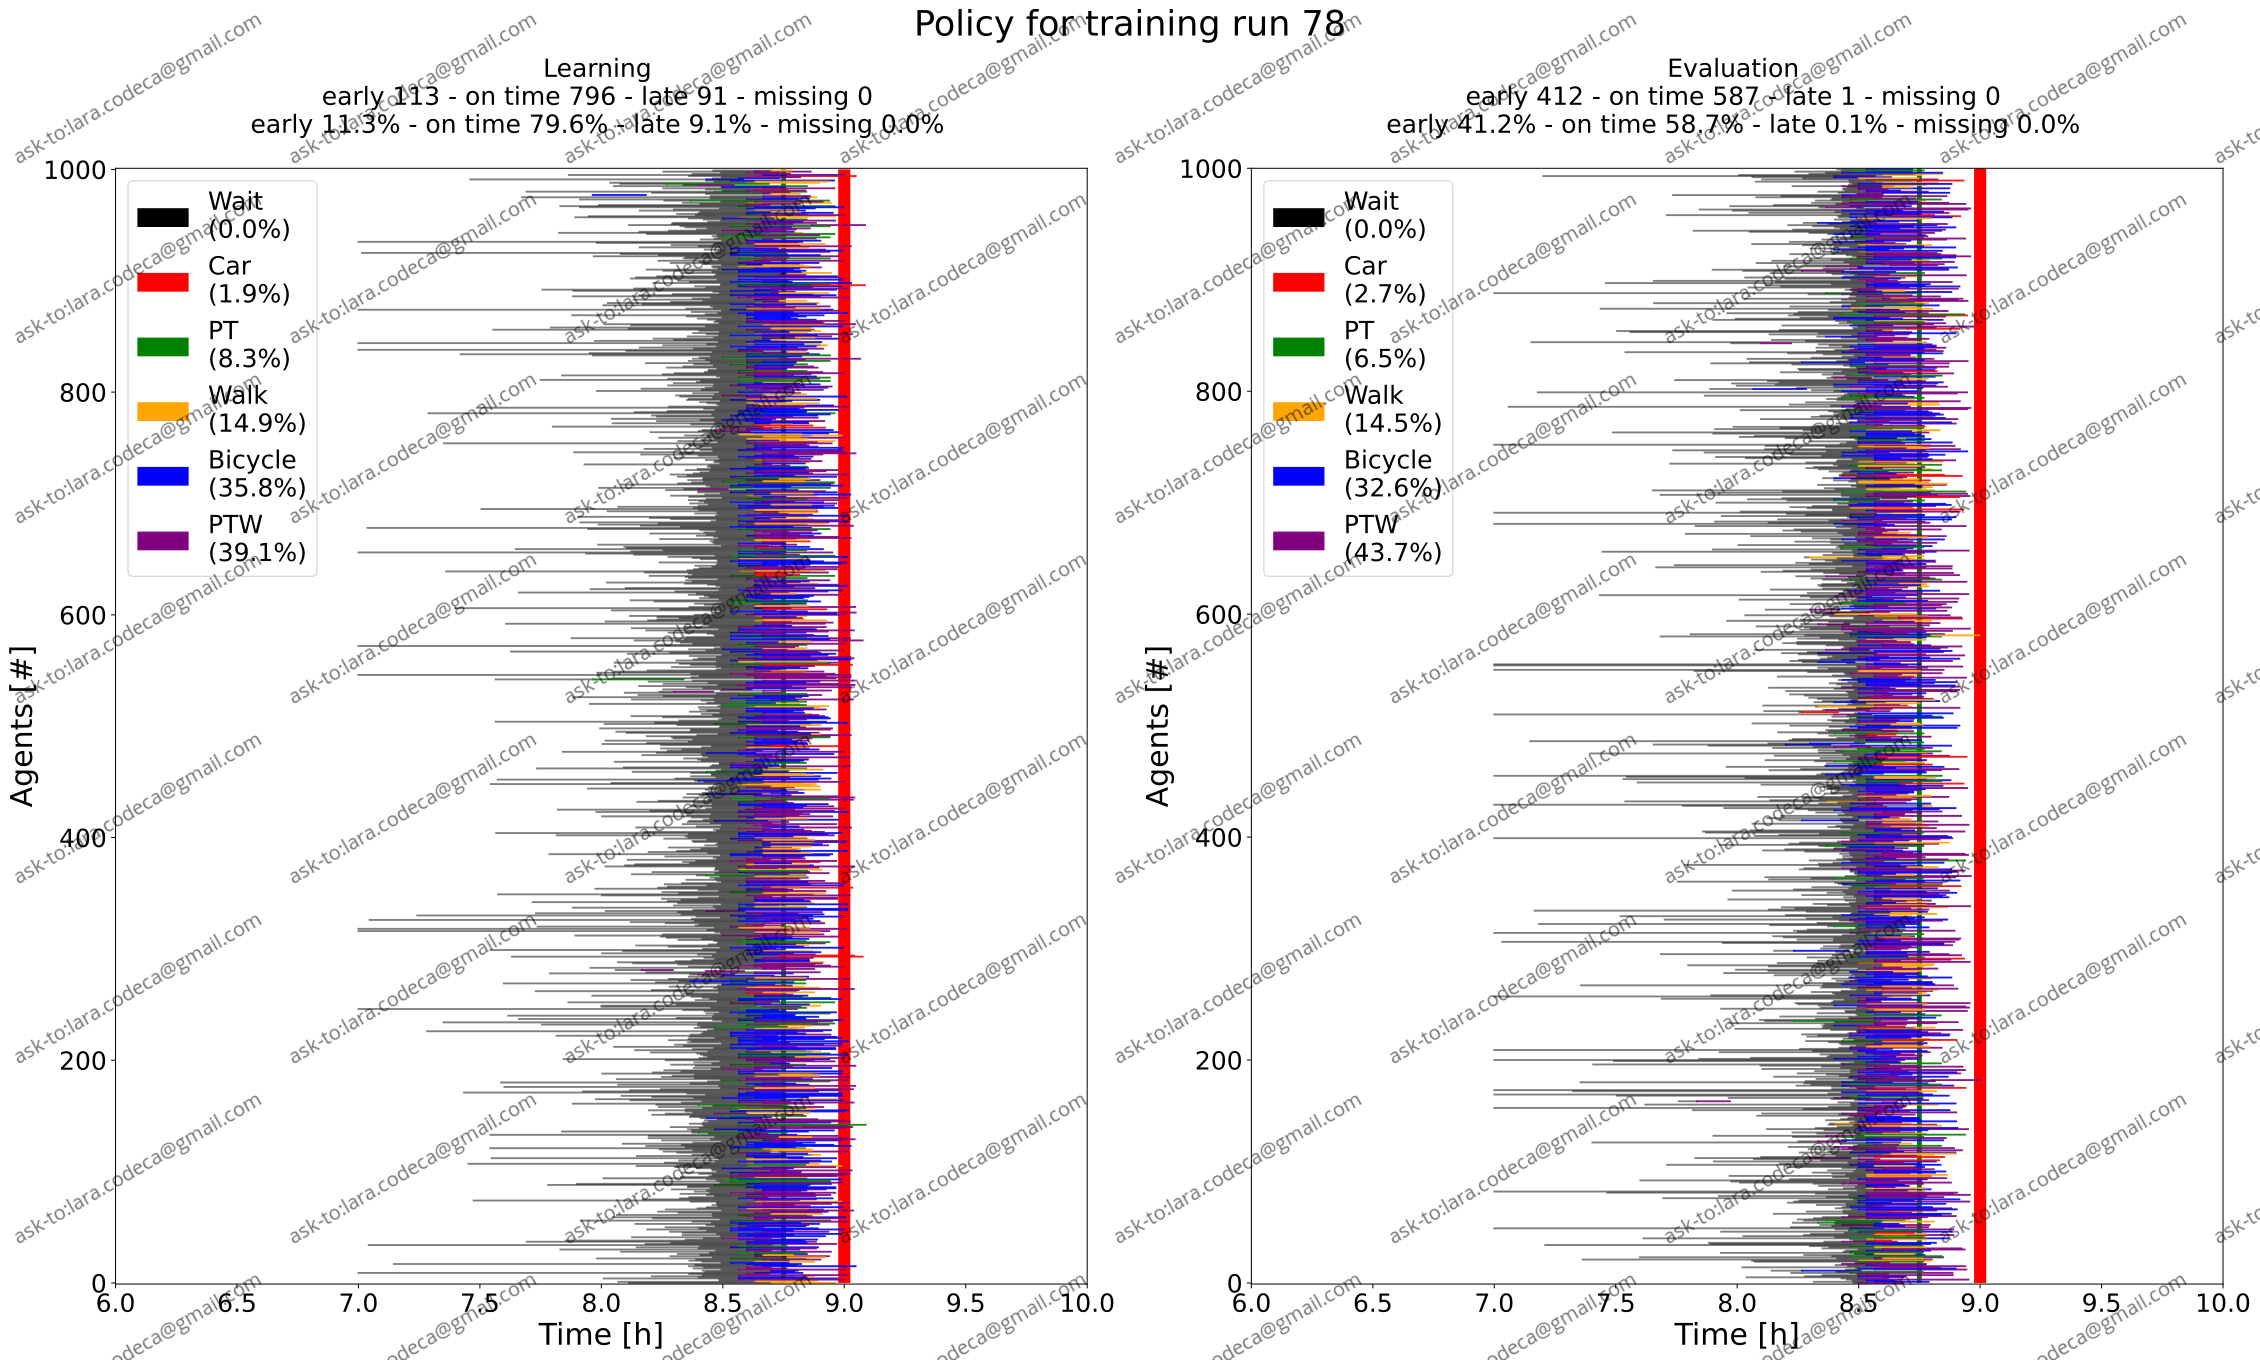 Policy for training run 78
Learning
early 113 - on time 796 - late 91 - missing 0
early 11.3% - on time 79.6% - late 9.1% - missing 0.0%
Evaluation
early 412 - on time 587 - late 1 - missing 0
early 41.2% - on time 58.7% - late 0.1% - missing 0.0%
Agents [#]
1000
800
600
400
200
0
Wait
(0.0%)
Car
(1.9%)
PT
(8.3%)
Walk
(14.9%)
Bicycle
(35.8%)
PTW
(39.1%)
6.0 6.5 7.0 7.5 8.0 8.5 9.0 9.5 10.0
Time [h]
Agents [#]
1000
800
600
400
200
0
Wait
(0.0%)
Car
(2.7%)
PT
(6.5%)
Walk
(14.5%)
Bicycle
(32.6%)
PTW
(43.7%)
6.0 6.5 7.0 7.5 8.0 8.5 9.0 9.5 10.0
Time [h]
ask-to:lara.codeca@gmail.com